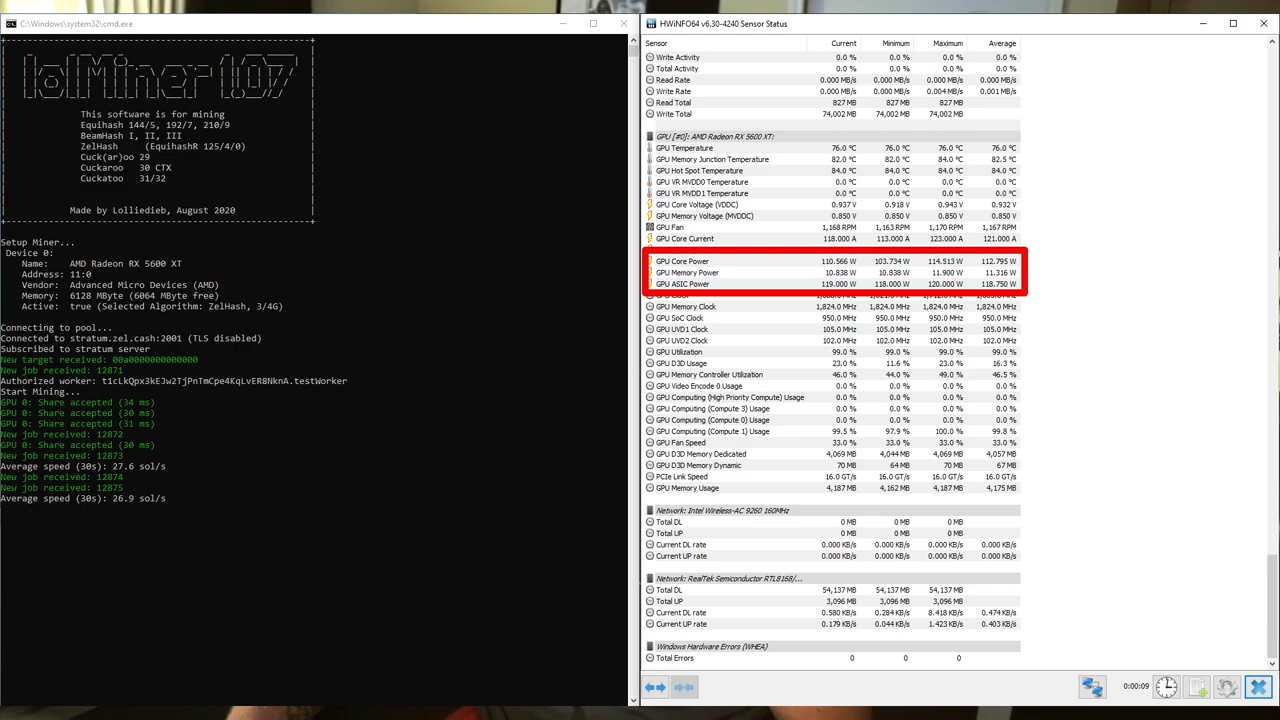 C:\Windows\system32\cmd.exe
lolMiner 1.07
This software is for mining
Equihash 144/5, 192/7, 210/9
BeamHash I, II, III
ZelHash (EquihashR 125/4/0)
Cuck(ar)oo 29
Cuckaroo 30 CTX
Cuckatoo 31/32
Made by Lolliedieb, August 2020
Setup Miner...
Device 0:
Name: AMD Radeon RX 5600 XT
Address: 11:0
Vendor: Advanced Micro Devices (AMD)
Memory: 6128 MByte (6064 MByte free)
Active: true (Selected Algorithm: ZelHash, 3/4G)
Connecting to pool...
Connected to stratum.zel.cash:2001 (TLS disabled)
Subscribed to stratum server
New target received: 00a0000000000000
New job received: 12871
Authorized worker: t1cLkQpx3kEJw2TjPnTmCpe4KqLvER8NknA.testWorker
Start Mining...
GPU 0: Share accepted (34 ms)
GPU 0: Share accepted (30 ms)
GPU 0: Share accepted (31 ms)
New job received: 12872
GPU 0: Share accepted (30 ms)
New job received: 12873
Average speed (30s): 27.6 sol/s
New job received: 12874
New job received: 12875
Average speed (30s): 26.9 sol/s
HWiNFO64 v6.30-4240 Sensor Status
Sensor Current Minimum Maximum Average
Write Activity 0.0 % 0.0 % 0.0 % 0.0 %
Total Activity 0.0 % 0.0 % 0.0 % 0.0 %
Read Rate 0.000 MB/s 0.000 MB/s 0.000 MB/s 0.000 MB/s
Write Rate 0.000 MB/s 0.000 MB/s 0.004 MB/s 0.001 MB/s
Read Total 827 MB 827 MB 827 MB
Write Total 74,002 MB 74,002 MB 74,002 MB
GPU [#0]: AMD Radeon RX 5600 XT:
GPU Temperature 76.0 °C 76.0 °C 76.0 °C 76.0 °C
GPU Memory Junction Temperature 82.0 °C 82.0 °C 84.0 °C 82.5 °C
GPU Hot Spot Temperature 84.0 °C 84.0 °C 84.0 °C 84.0 °C
GPU VR MVDD0 Temperature 0.0 °C 0.0 °C 0.0 °C 0.0 °C
GPU VR MVDD1 Temperature 0.0 °C 0.0 °C 0.0 °C 0.0 °C
GPU Core Voltage (VDDC) 0.937 V 0.918 V 0.943 V 0.932 V
GPU Memory Voltage (MVDDC) 0.850 V 0.850 V 0.850 V 0.850 V
GPU Fan 1,168 RPM 1,163 RPM 1,170 RPM 1,167 RPM
GPU Core Current 118.000 A 113.000 A 123.000 A 121.000 A
GPU Core Power 110.566 W 103.734 W 114.513 W 112.795 W
GPU Memory Power 10.838 W 10.838 W 11.900 W 11.316 W
GPU ASIC Power 119.000 W 118.000 W 120.000 W 118.750 W
GPU Memory Clock 1,824.0 MHz 1,824.0 MHz 1,824.0 MHz 1,824.0 MHz
GPU SoC Clock 950.0 MHz 950.0 MHz 950.0 MHz 950.0 MHz
GPU UVD1 Clock 105.0 MHz 105.0 MHz 105.0 MHz 105.0 MHz
GPU UVD2 Clock 102.0 MHz 102.0 MHz 102.0 MHz 102.0 MHz
GPU Utilization 99.0 % 99.0 % 99.0 % 99.0 %
GPU D3D Usage 23.0 % 11.6 % 23.0 % 16.3 %
GPU Memory Controller Utilization 46.0 % 44.0 % 49.0 % 46.5 %
GPU Video Encode 0 Usage 0.0 % 0.0 % 0.0 % 0.0 %
GPU Computing (High Priority Compute) Usage 0.0 % 0.0 % 0.0 % 0.0 %
GPU Computing (Compute 3) Usage 0.0 % 0.0 % 0.0 % 0.0 %
GPU Computing (Compute 0) Usage 0.0 % 0.0 % 0.0 % 0.0 %
GPU Computing (Compute 1) Usage 99.5 % 97.9 % 100.0 % 99.8 %
GPU Fan Speed 33.0 % 33.0 % 33.0 % 33.0 %
GPU D3D Memory Dedicated 4,069 MB 4,044 MB 4,069 MB 4,057 MB
GPU D3D Memory Dynamic 70 MB 64 MB 70 MB 67 MB
PCIe Link Speed 16.0 GT/s 16.0 GT/s 16.0 GT/s 16.0 GT/s
GPU Memory Usage 4,187 MB 4,162 MB 4,187 MB 4,175 MB
Network: Intel Wireless-AC 9260 160MHz
Total DL 0 MB 0 MB 0 MB
Total UP 0 MB 0 MB 0 MB
Current DL rate 0.000 KB/s 0.000 KB/s 0.000 KB/s 0.000 KB/s
Current UP rate 0.000 KB/s 0.000 KB/s 0.000 KB/s 0.000 KB/s
Network: RealTek Semiconductor RTL8168/...
Total DL 54,137 MB 54,137 MB 54,137 MB
Total UP 3,096 MB 3,096 MB 3,096 MB
Current DL rate 0.580 KB/s 0.284 KB/s 8.418 KB/s 0.474 KB/s
Current UP rate 0.179 KB/s 0.044 KB/s 1.423 KB/s 0.403 KB/s
Windows Hardware Errors (WHEA)
Total Errors 0 0 0
0:00:09